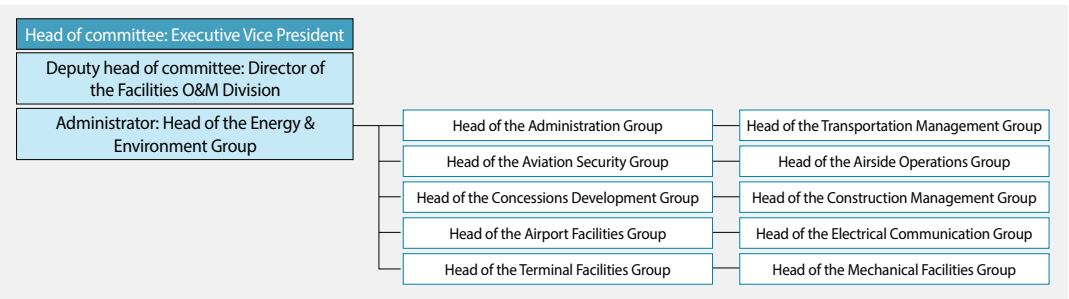 Head of committee: Executive Vice President
Deputy head of committee: Director of
the Facilities O&M Division
Administrator: Head of the Energy &
Environment Group
Head of the Administration Group
Head of the Transportation Management Group
Head of the Aviation Security Group
Head of the Airside Operations Group
Head of the Concessions Development Group
Head of the Construction Management Group
Head of the Airport Facilities Group
Head of the Electrical Communication Group
Head of the Terminal Facilities Group
Head of the Mechanical Facilities Group